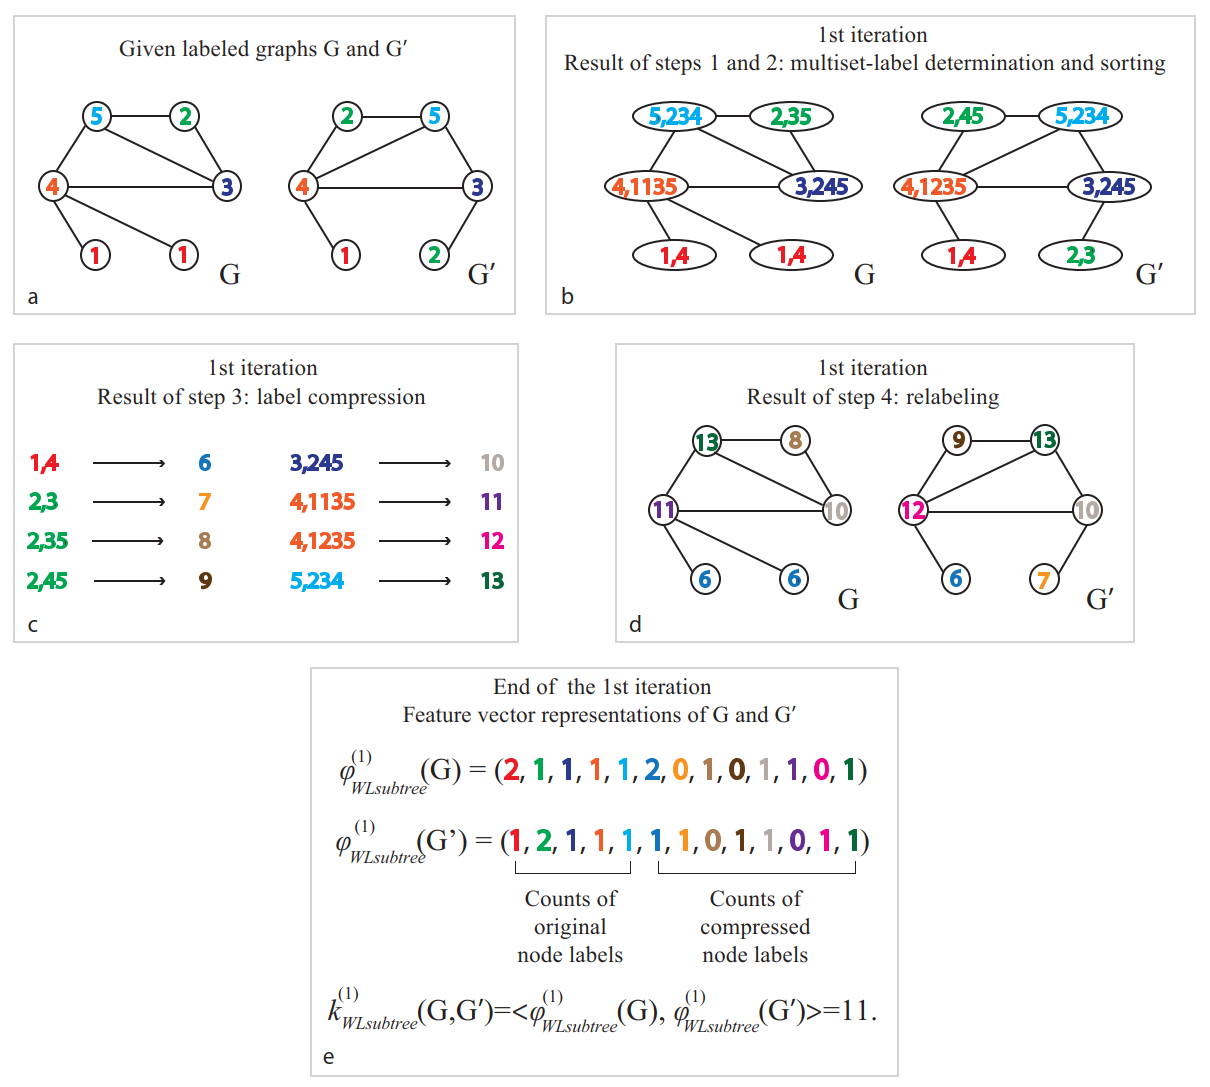 Given labeled graphs G and G′
5 2
4 3
1 1
G
2 5
4 3
1 2
G′
a
1st iteration
Result of steps 1 and 2: multiset-label determination and sorting
5,234 2,35
4,1135 3,245
1,4 1,4
G
2,45 5,234
4,1235 3,245
1,4 2,3
G′
b
1st iteration
Result of step 3: label compression
1,4 6 3,245 10
2,3 7 4,1135 11
2,35 8 4,1235 12
2,45 9 5,234 13
c
1st iteration
Result of step 4: relabeling
13 8
11 10
6 6
G
9 13
12 10
6 7
G′
d
End of the 1st iteration
Feature vector representations of G and G′
φ(1)WLsubtree(G) = (2, 1, 1, 1, 1, 2, 0, 1, 0, 1, 1, 0, 1)
φ(1)WLsubtree(G’) = (1, 2, 1, 1, 1, 1, 1, 0, 1, 1, 0, 1, 1)
Counts of
original
node labels
Counts of
compressed
node labels
k(1)WLsubtree(G,G′)=<φ(1)WLsubtree(G), φ(1)WLsubtree(G′)>=11.
e